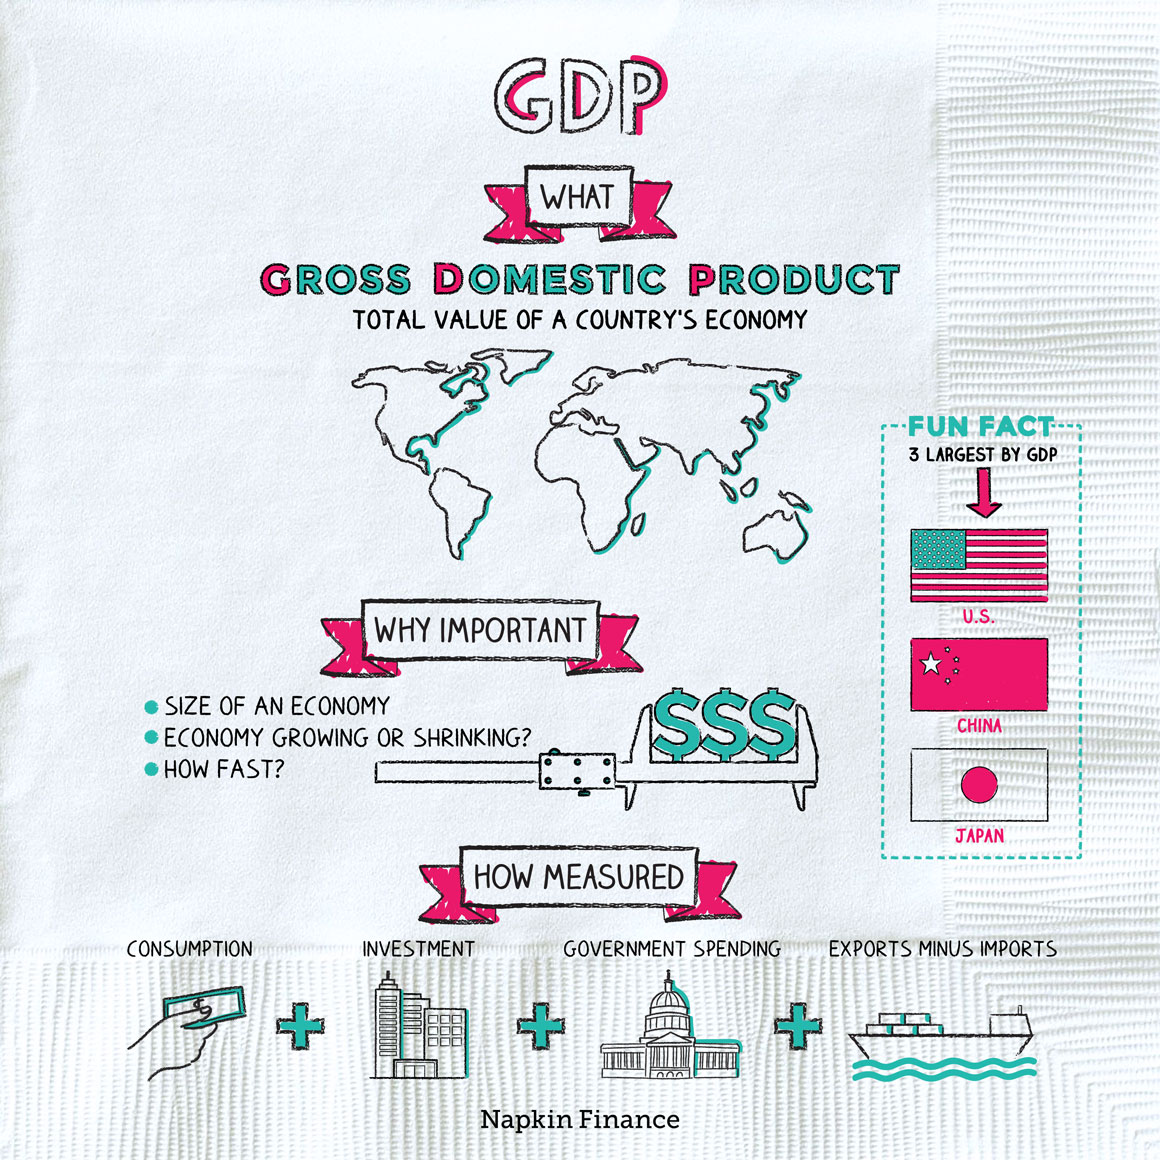 GDP
WHAT
GROSS DOMESTIC PRODUCT
TOTAL VALUE OF A COUNTRY'S ECONOMY
FUN FACT
3 LARGEST BY GDP
U.S.
CHINA
JAPAN
WHY IMPORTANT
SIZE OF AN ECONOMY
ECONOMY GROWING OR SHRINKING?
HOW FAST?
$$$
HOW MEASURED
CONSUMPTION
INVESTMENT
GOVERNMENT SPENDING
EXPORTS MINUS IMPORTS
$
+ + +
Napkin Finance